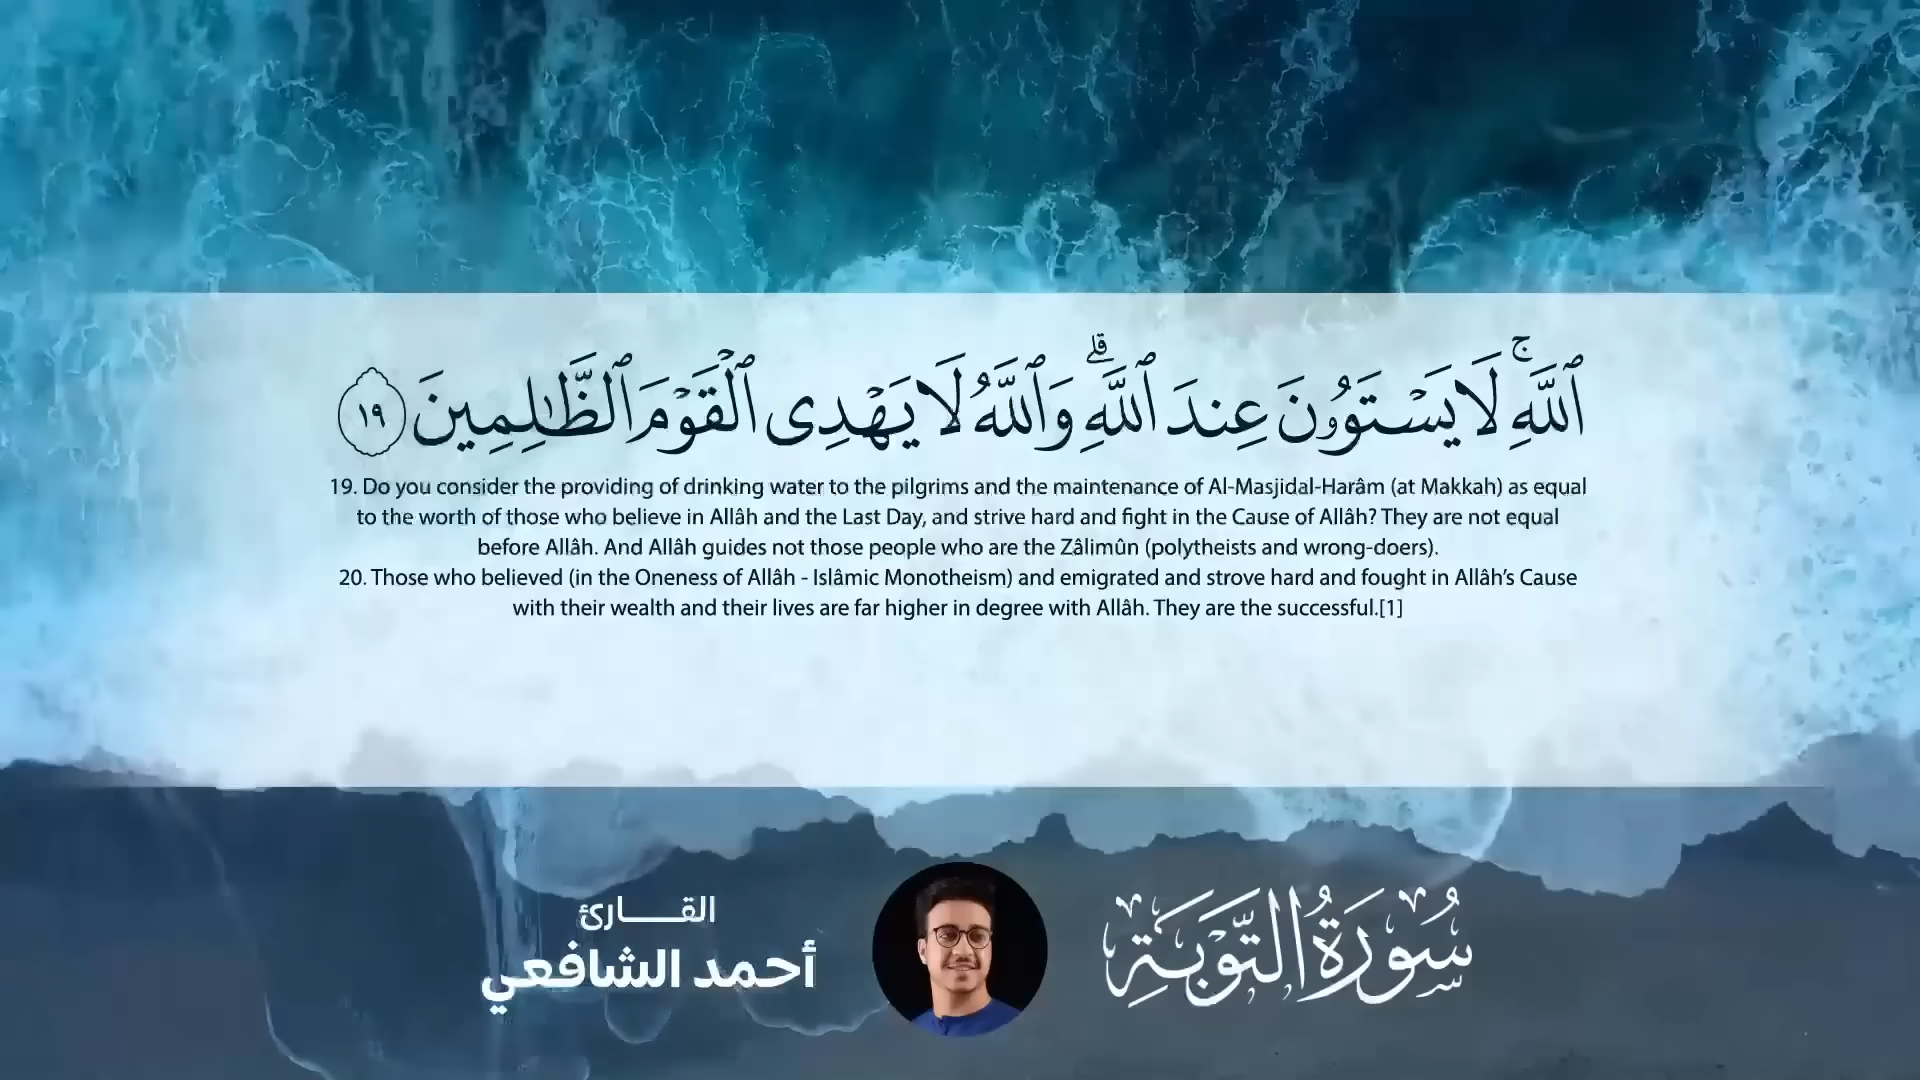 ٱللَّهِۚ لَا يَسْتَوُۥنَ عِندَ ٱللَّهِۗ وَٱللَّهُ لَا يَهْدِى ٱلْقَوْمَ ٱلظَّـٰلِمِينَ ١٩
19. Do you consider the providing of drinking water to the pilgrims and the maintenance of Al-Masjidal-Harâm (at Makkah) as equal
to the worth of those who believe in Allâh and the Last Day, and strive hard and fight in the Cause of Allâh? They are not equal
before Allâh. And Allâh guides not those people who are the Zâlimûn (polytheists and wrong-doers).
20. Those who believed (in the Oneness of Allâh - Islâmic Monotheism) and emigrated and strove hard and fought in Allâh’s Cause
with their wealth and their lives are far higher in degree with Allâh. They are the successful.[1]
سُورَةُ التَّوْبَةِ
القـــــارئ
أحمد الشافعي